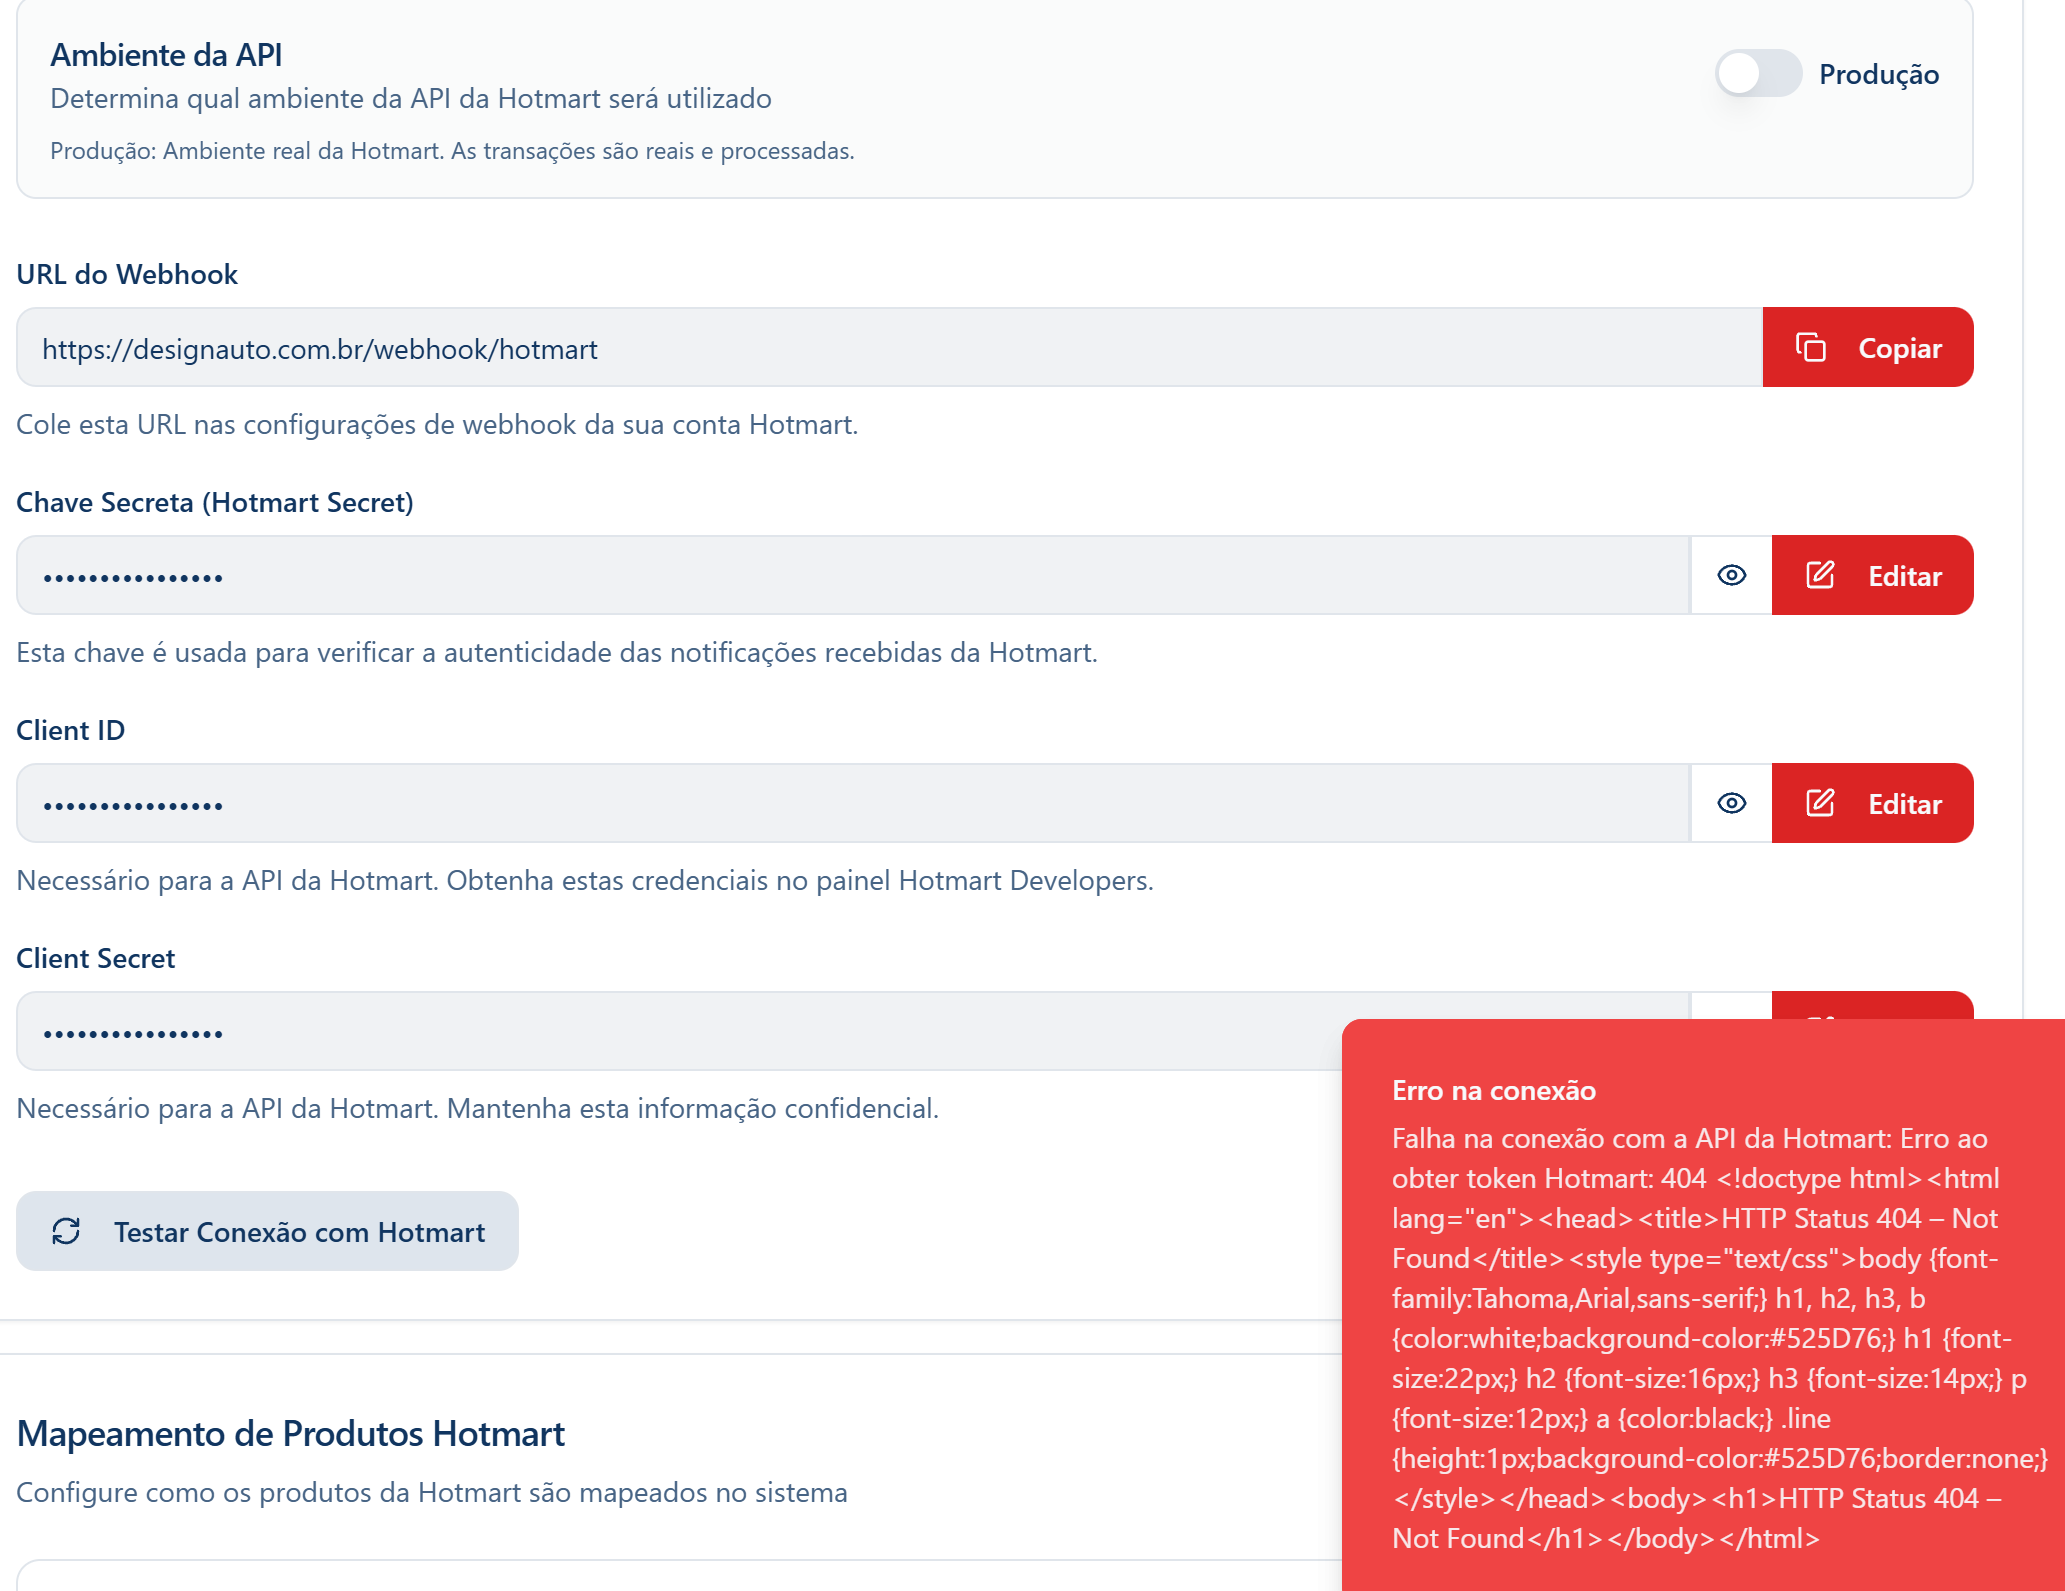 Ambiente da API
Determina qual ambiente da API da Hotmart será utilizado
Produção: Ambiente real da Hotmart. As transações são reais e processadas.
Produção
URL do Webhook
https://designauto.com.br/webhook/hotmart
Copiar
Cole esta URL nas configurações de webhook da sua conta Hotmart.
Chave Secreta (Hotmart Secret)
••••••••••••••••
Editar
Esta chave é usada para verificar a autenticidade das notificações recebidas da Hotmart.
Client ID
••••••••••••••••
Editar
Necessário para a API da Hotmart. Obtenha estas credenciais no painel Hotmart Developers.
Client Secret
••••••••••••••••
Necessário para a API da Hotmart. Mantenha esta informação confidencial.
Testar Conexão com Hotmart
Mapeamento de Produtos Hotmart
Configure como os produtos da Hotmart são mapeados no sistema
Erro na conexão
Falha na conexão com a API da Hotmart: Erro ao
obter token Hotmart: 404 <!doctype html><html
lang="en"><head><title>HTTP Status 404 – Not
Found</title><style type="text/css">body {font-
family:Tahoma,Arial,sans-serif;} h1, h2, h3, b
{color:white;background-color:#525D76;} h1 {font-
size:22px;} h2 {font-size:16px;} h3 {font-size:14px;} p
{font-size:12px;} a {color:black;} .line
{height:1px;background-color:#525D76;border:none;}
</style></head><body><h1>HTTP Status 404 –
Not Found</h1></body></html>